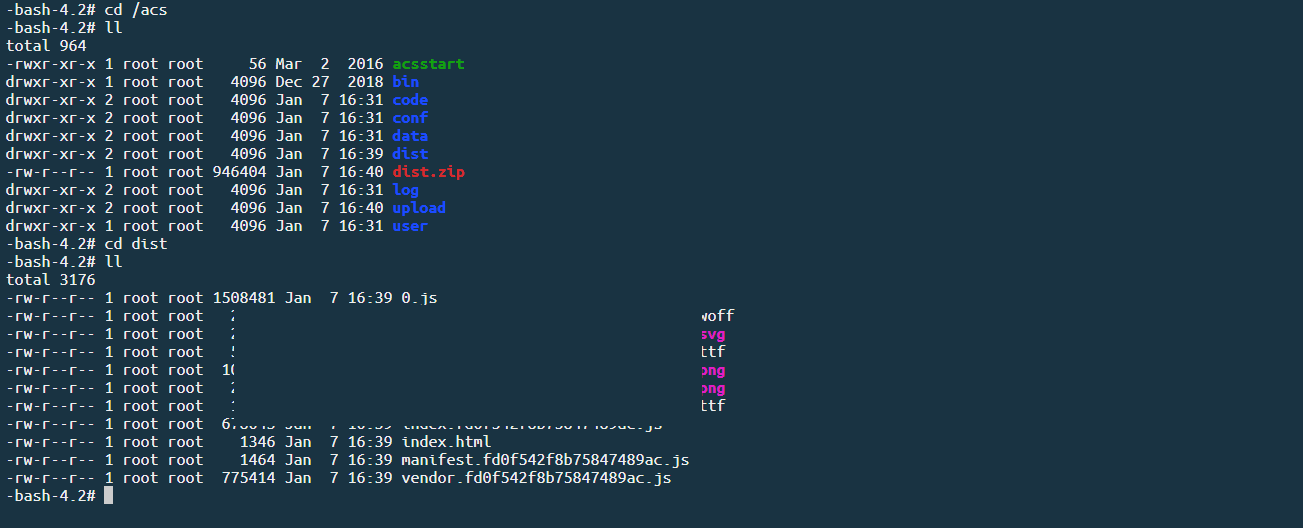 -bash-4.2# cd /acs
-bash-4.2# ll
total 964
-rwxr-xr-x 1 root root     56 Mar  2  2016 acsstart
drwxr-xr-x 1 root root   4096 Dec 27  2018 bin
drwxr-xr-x 2 root root   4096 Jan  7 16:31 code
drwxr-xr-x 2 root root   4096 Jan  7 16:31 conf
drwxr-xr-x 2 root root   4096 Jan  7 16:31 data
drwxr-xr-x 2 root root   4096 Jan  7 16:39 dist
-rw-r--r-- 1 root root 946404 Jan  7 16:40 dist.zip
drwxr-xr-x 2 root root   4096 Jan  7 16:31 log
drwxr-xr-x 2 root root   4096 Jan  7 16:40 upload
drwxr-xr-x 1 root root   4096 Jan  7 16:31 user
-bash-4.2# cd dist
-bash-4.2# ll
total 3176
-rw-r--r-- 1 root root 1508481 Jan  7 16:39 0.js
-rw-r--r-- 1 root root woff
-rw-r--r-- 1 root root svg
-rw-r--r-- 1 root root ttf
-rw-r--r-- 1 root root png
-rw-r--r-- 1 root root png
-rw-r--r-- 1 root root ttf
-rw-r--r-- 1 root root Jan  7 16:39 index.fd0f542f8b75847489ac.js
-rw-r--r-- 1 root root    1346 Jan  7 16:39 index.html
-rw-r--r-- 1 root root    1464 Jan  7 16:39 manifest.fd0f542f8b75847489ac.js
-rw-r--r-- 1 root root  775414 Jan  7 16:39 vendor.fd0f542f8b75847489ac.js
-bash-4.2#